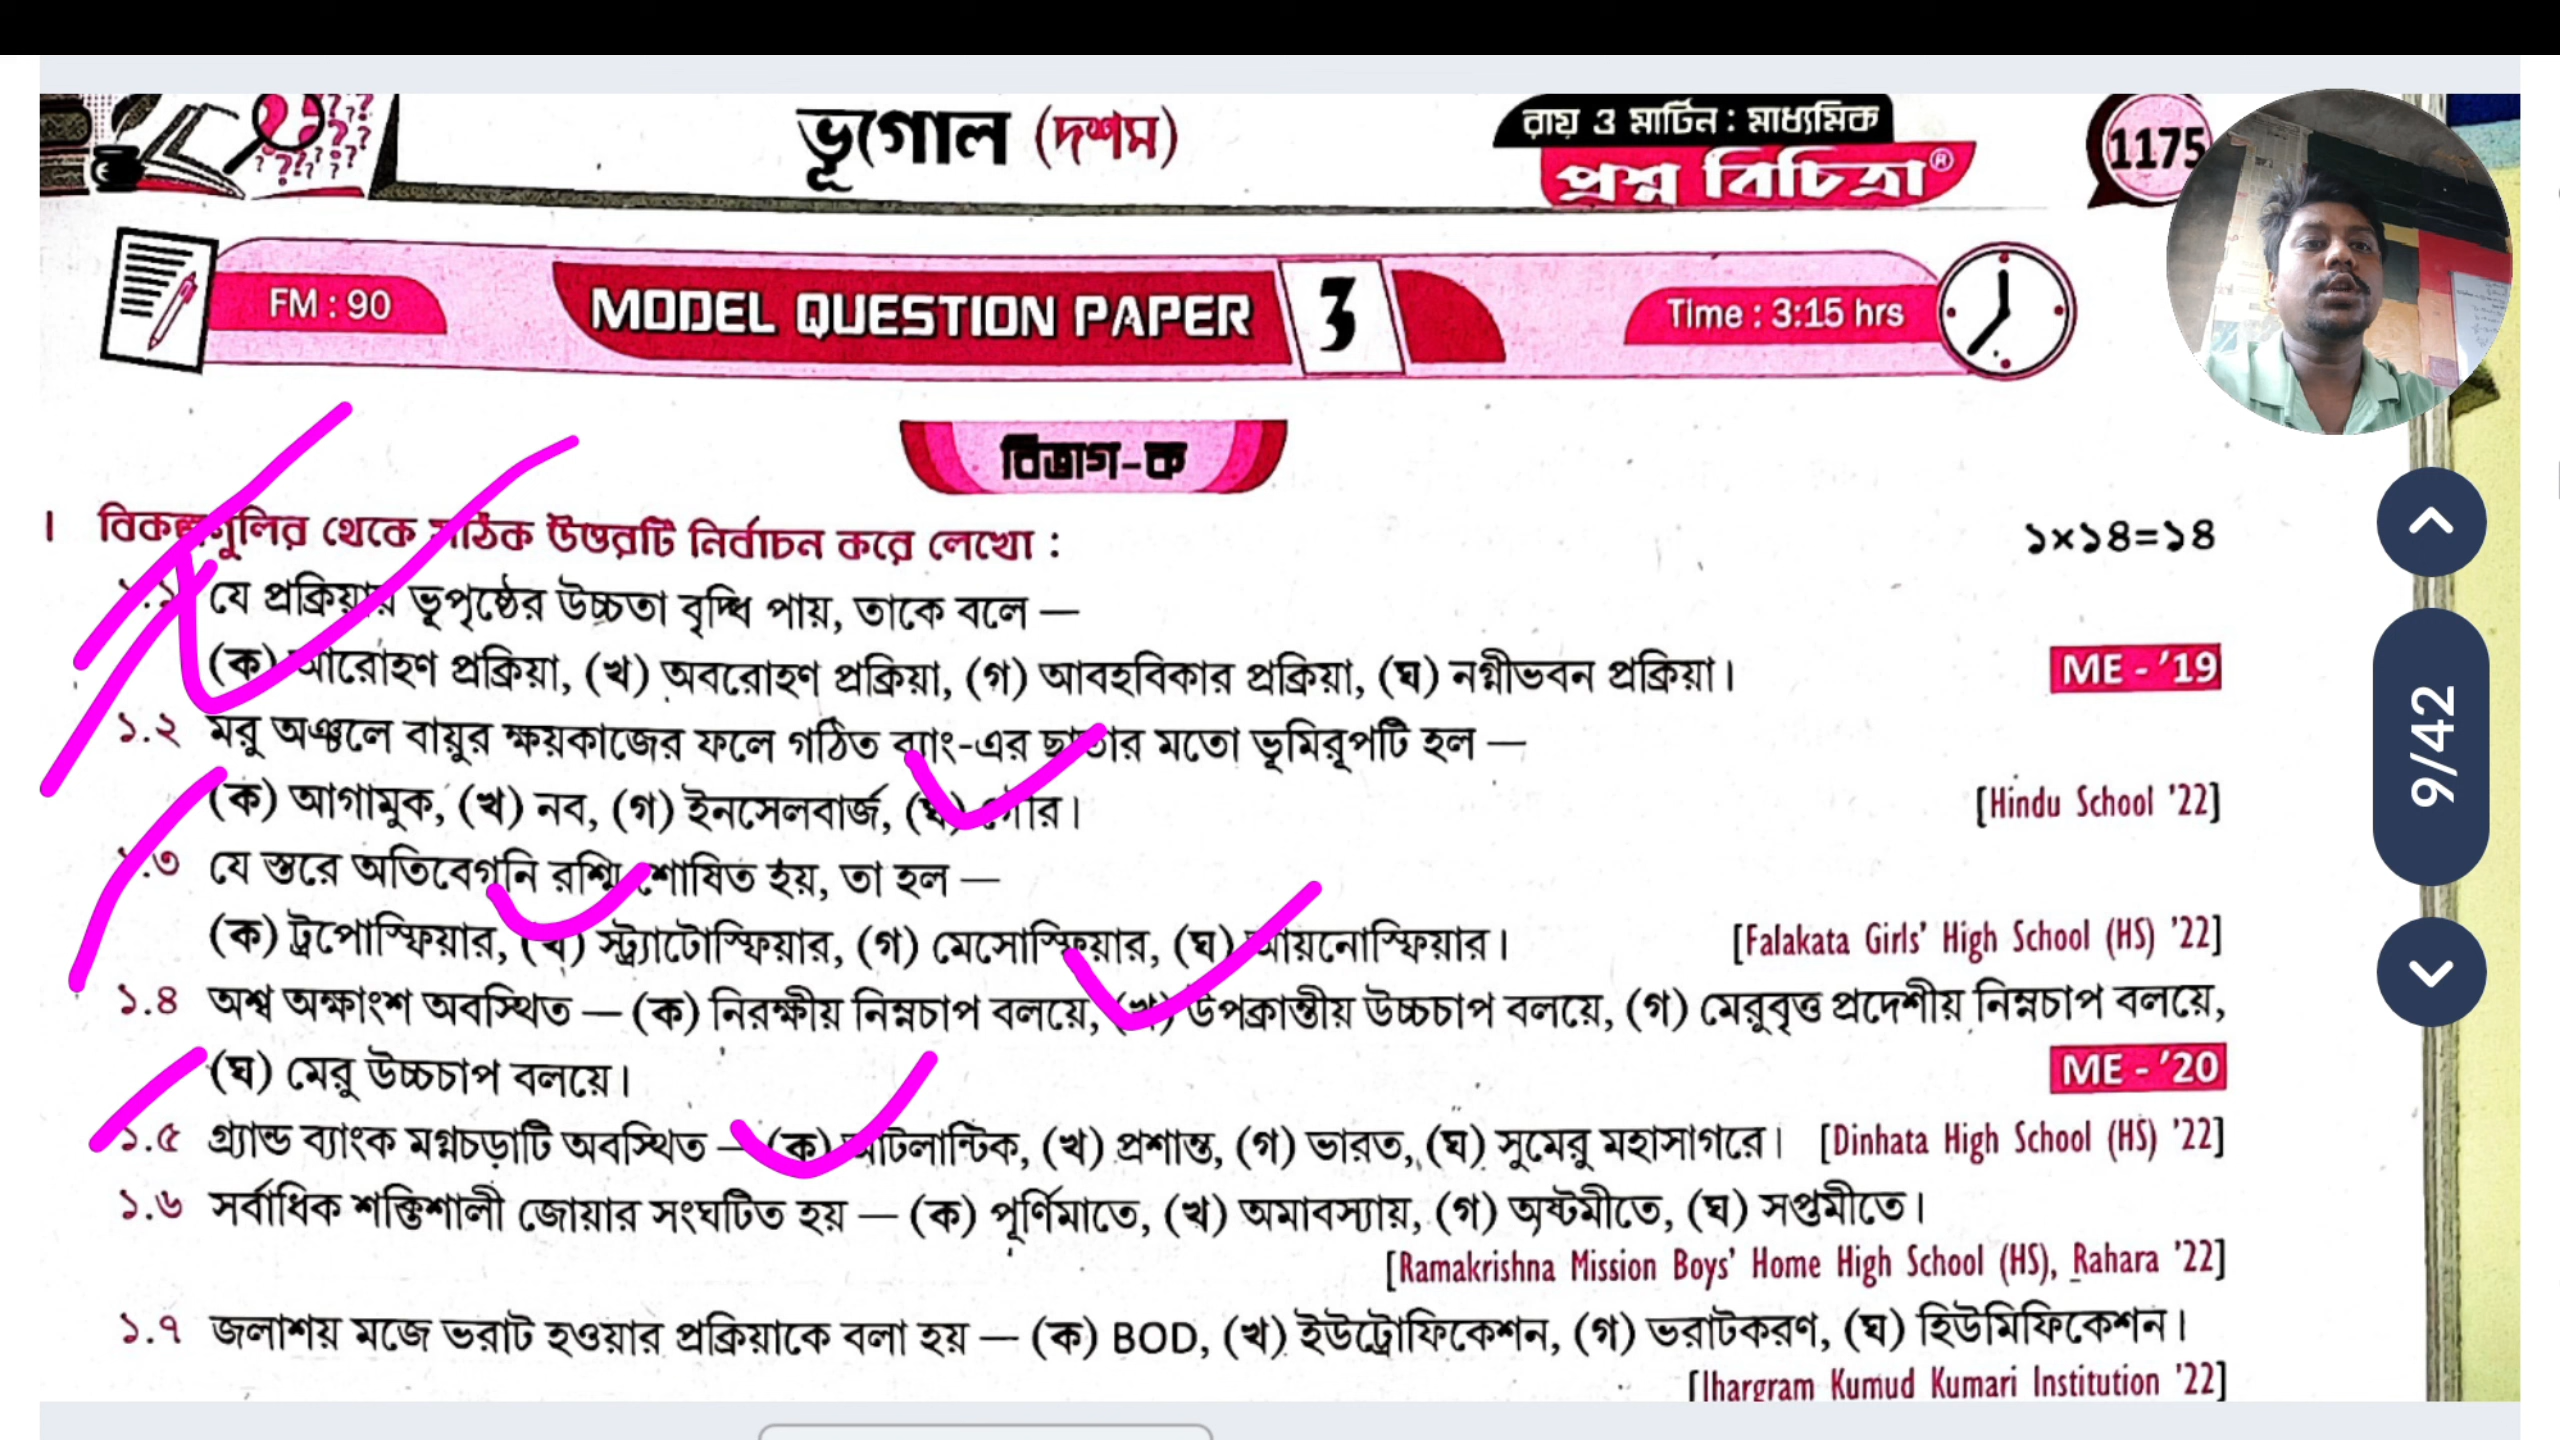 ভূগোল (দশম)
রায় ও মার্টিন : মাধ্যমিক
প্রশ্ন বিচিত্রা®
1175
FM : 90
MODEL QUESTION PAPER 3
Time : 3:15 hrs
বিভাগ-ক
। বিকল্পগুলির থেকে সঠিক উত্তরটি নির্বাচন করে লেখো : ১×১৪=১৪
১.১ যে প্রক্রিয়ায় ভূপৃষ্ঠের উচ্চতা বৃদ্ধি পায়, তাকে বলে —
(ক) আরোহণ প্রক্রিয়া, (খ) অবরোহণ প্রক্রিয়া, (গ) আবহবিকার প্রক্রিয়া, (ঘ) নগ্নীভবন প্রক্রিয়া। ME - '19
১.২ মরু অঞ্চলে বায়ুর ক্ষয়কাজের ফলে গঠিত ব্যাং-এর ছাতার মতো ভূমিরূপটি হল —
(ক) আগামুক, (খ) নব, (গ) ইনসেলবার্জ, (ঘ) গৌর। [Hindu School '22]
১.৩ যে স্তরে অতিবেগুনি রশ্মি শোষিত হয়, তা হল —
(ক) ট্রপোস্ফিয়ার, (খ) স্ট্র্যাটোস্ফিয়ার, (গ) মেসোস্ফিয়ার, (ঘ) আয়নোস্ফিয়ার। [Falakata Girls' High School (HS) '22]
১.৪ অশ্ব অক্ষাংশ অবস্থিত — (ক) নিরক্ষীয় নিম্নচাপ বলয়ে, (খ) উপক্রান্তীয় উচ্চচাপ বলয়ে, (গ) মেরুবৃত্ত প্রদেশীয় নিম্নচাপ বলয়ে,
(ঘ) মেরু উচ্চচাপ বলয়ে। ME - '20
১.৫ গ্র্যান্ড ব্যাংক মগ্নচড়াটি অবস্থিত — (ক) আটলান্টিক, (খ) প্রশান্ত, (গ) ভারত, (ঘ) সুমেরু মহাসাগরে। [Dinhata High School (HS) '22]
১.৬ সর্বাধিক শক্তিশালী জোয়ার সংঘটিত হয় — (ক) পূর্ণিমাতে, (খ) অমাবস্যায়, (গ) অষ্টমীতে, (ঘ) সপ্তমীতে।
[Ramakrishna Mission Boys' Home High School (HS), Rahara '22]
১.৭ জলাশয় মজে ভরাট হওয়ার প্রক্রিয়াকে বলা হয় — (ক) BOD, (খ) ইউট্রোফিকেশন, (গ) ভরাটকরণ, (ঘ) হিউমিফিকেশন।
[Jhargram Kumud Kumari Institution '22]
9/42